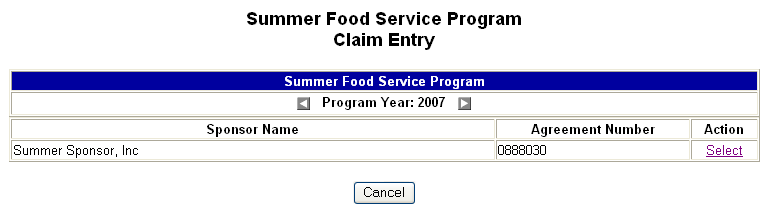 Summer Food Service Program
Claim Entry
Summer Food Service Program
Program Year: 2007
Sponsor Name Agreement Number Action
Summer Sponsor, Inc 0888030 Select
Cancel